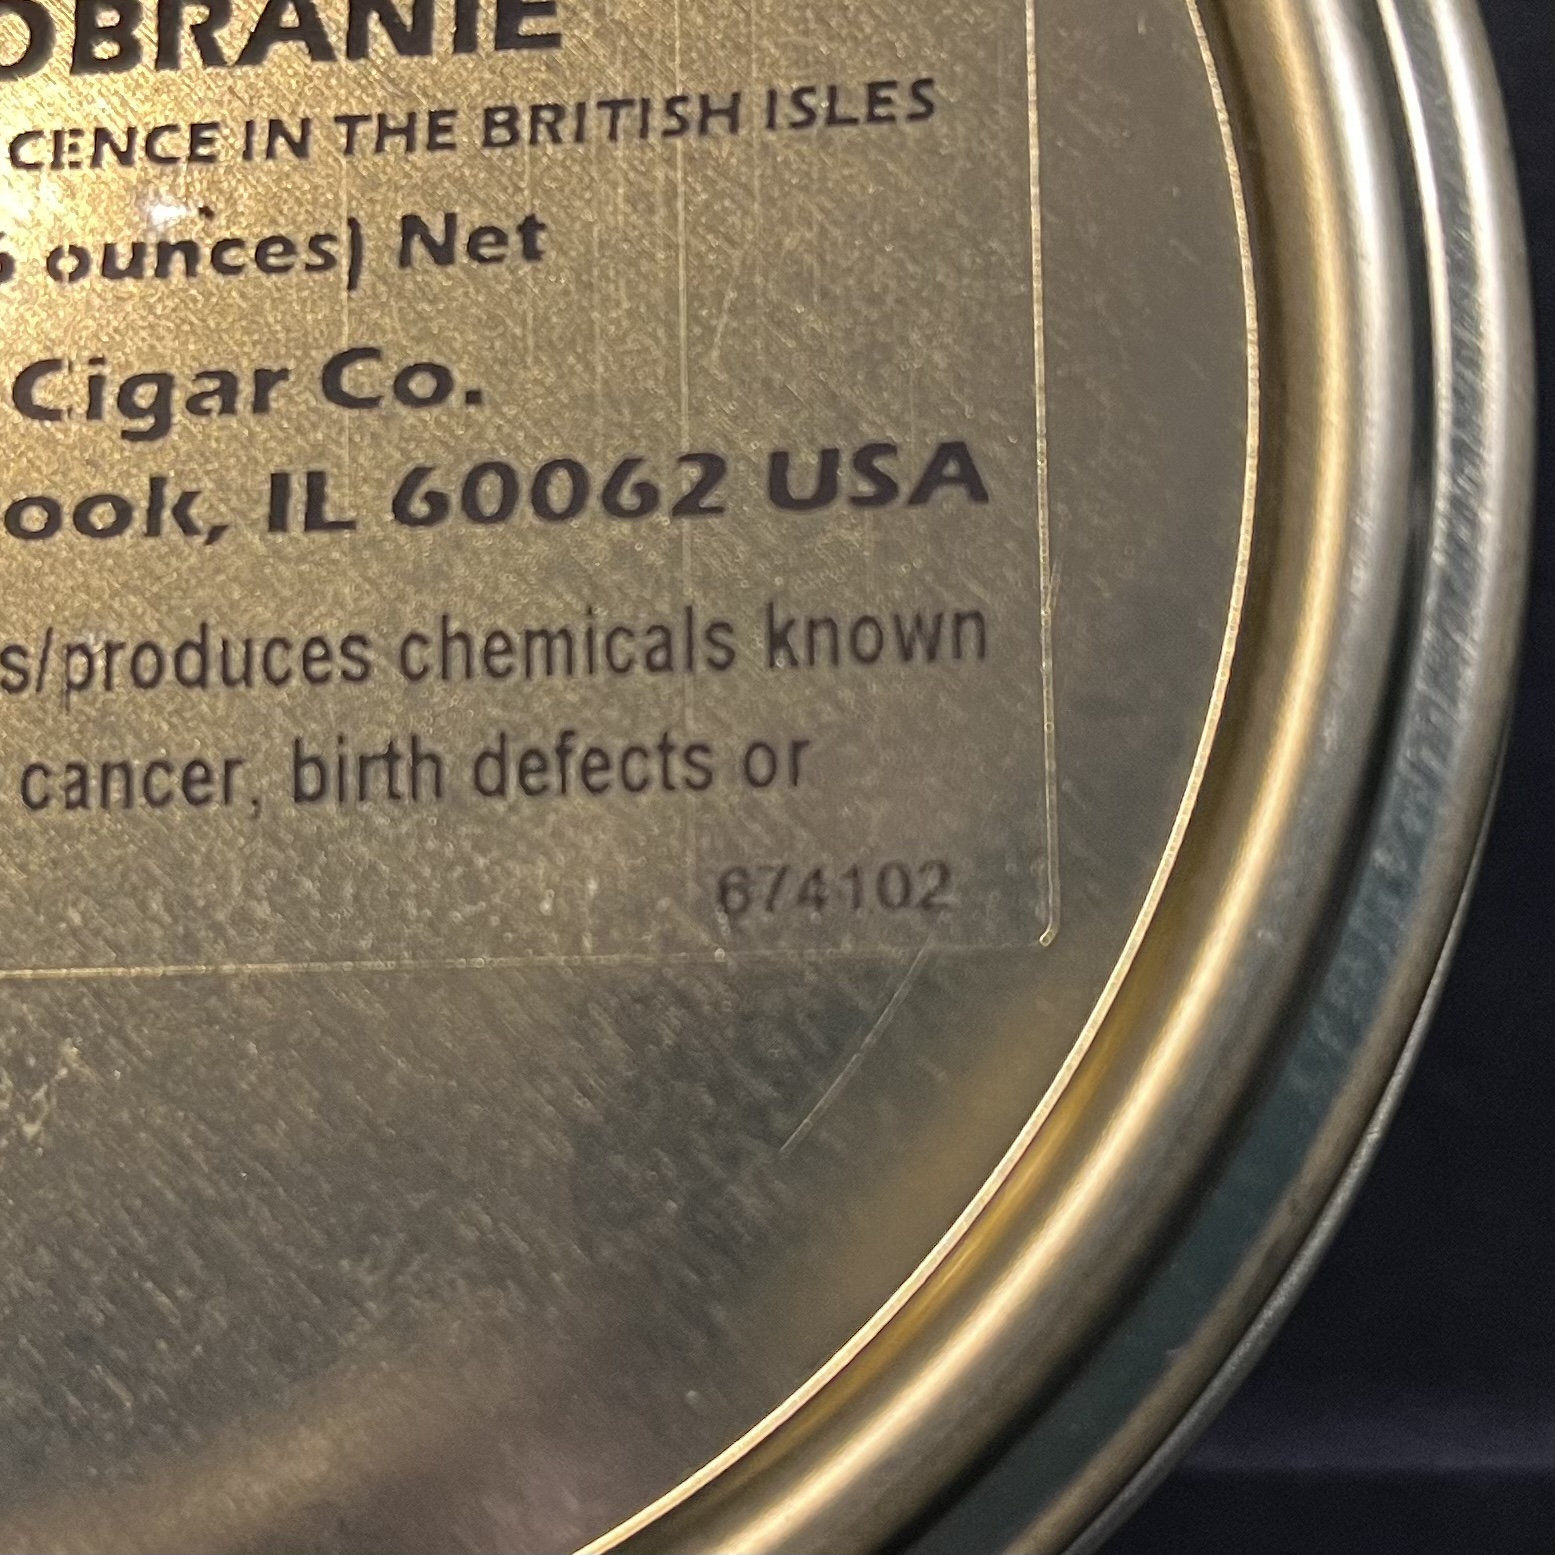 OBRANIE
CENCE IN THE BRITISH ISLES
ounces) Net
Cigar Co.
ook, IL 60062 USA
s/produces chemicals known
cancer, birth defects or
674102